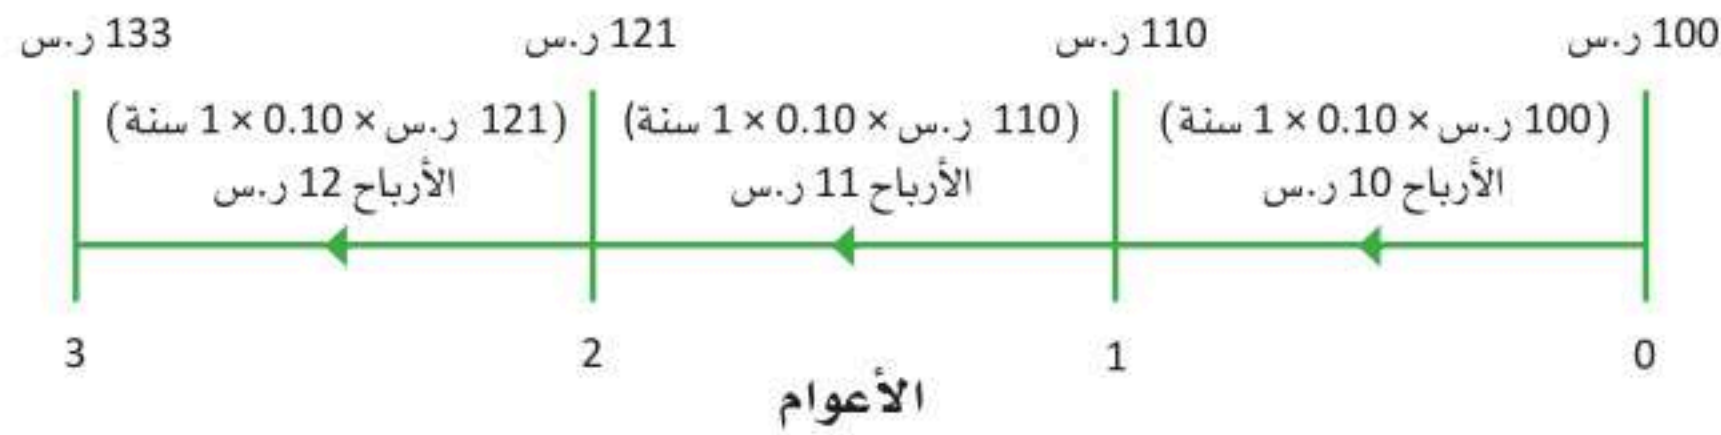 100 ر.س
110 ر.س
121 ر.س
133 ر.س
(100 ر.س × 0.10 × 1 سنة)
الأرباح 10 ر.س
(110 ر.س × 0.10 × 1 سنة)
الأرباح 11 ر.س
(121 ر.س × 0.10 × 1 سنة)
الأرباح 12 ر.س
0
1
2
3
الأعوام